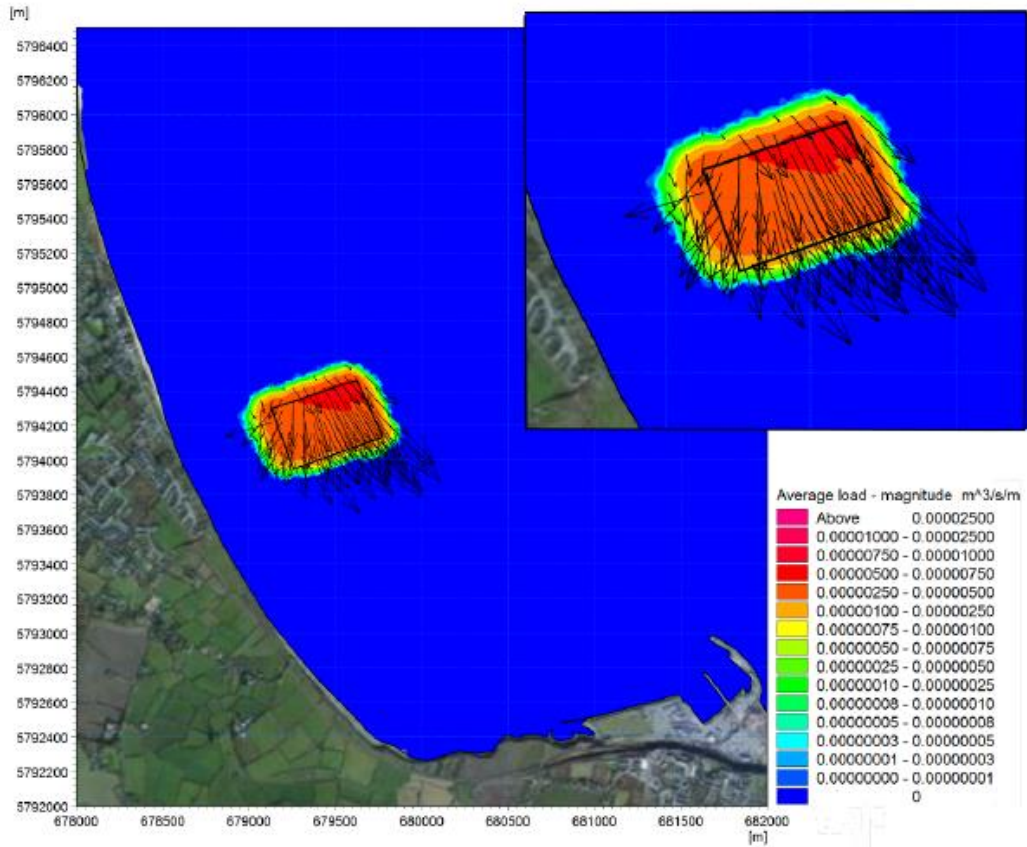 [m]
5796400
5796200
5796000
5795800
5795600
5795400
5795200
5795000
5794800
5794600
5794400
5794200
5794000
5793800
5793600
5793400
5793200
5793000
5792800
5792600
5792400
5792200
5792000
678000 678500 679000 679500 680000 680500 681000 681500 682000
[m]
Average load - magnitude m^3/s/m
Above 0.00002500
0.00001000 - 0.00002500
0.00000750 - 0.00001000
0.00000500 - 0.00000750
0.00000250 - 0.00000500
0.00000100 - 0.00000250
0.00000075 - 0.00000100
0.00000050 - 0.00000075
0.00000025 - 0.00000050
0.00000010 - 0.00000025
0.00000008 - 0.00000010
0.00000005 - 0.00000008
0.00000003 - 0.00000005
0.00000001 - 0.00000003
0.00000000 - 0.00000001
0